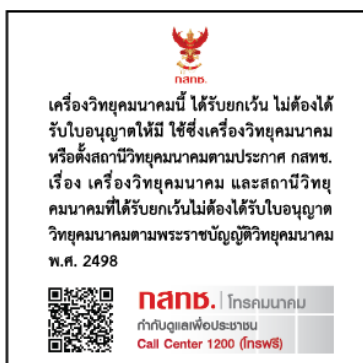 กสทช.
เครื่องวิทยุคมนาคมนี้ ได้รับยกเว้น ไม่ต้องได้
รับใบอนุญาตให้มี ใช้ซึ่งเครื่องวิทยุคมนาคม
หรือตั้งสถานีวิทยุคมนาคมตามประกาศ กสทช.
เรื่อง เครื่องวิทยุคมนาคม และสถานีวิทยุ
คมนาคมที่ได้รับยกเว้นไม่ต้องได้รับใบอนุญาต
วิทยุคมนาคมตามพระราชบัญญัติวิทยุคมนาคม
พ.ศ. 2498
กสทช. | โทรคมนาคม
กำกับดูแลเพื่อประชาชน
Call Center 1200 (โทรฟรี)